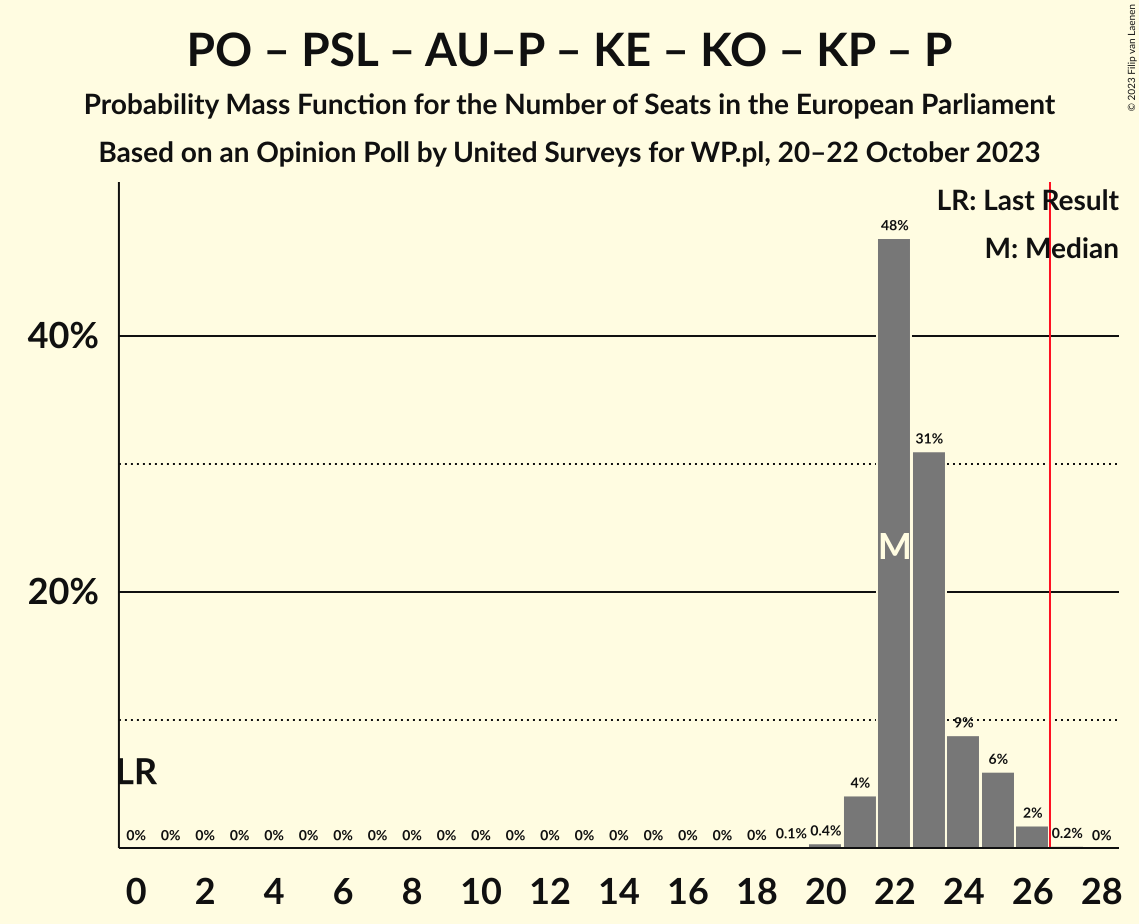 PO – PSL – AU–P – KE – KO – KP – P
Probability Mass Function for the Number of Seats in the European Parliament
Based on an Opinion Poll by United Surveys for WP.pl, 20–22 October 2023
© 2023 Filip van Laenen
LR: Last Result
M: Median
48%
40%
31%
M
20%
9%
6%
LR
4%
2%
0% 0% 0% 0% 0% 0% 0% 0% 0% 0% 0% 0% 0% 0% 0% 0% 0% 0% 0% 0.1% 0.4% 0.2% 0%
0 2 4 6 8 10 12 14 16 18 20 22 24 26 28